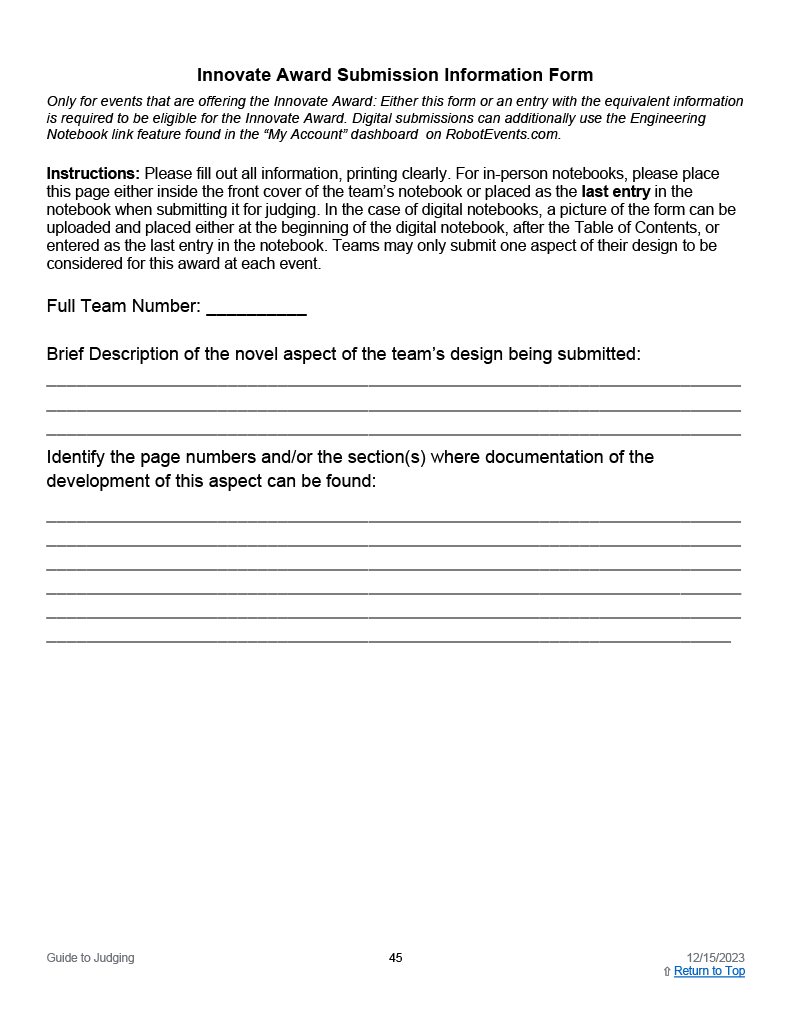 Innovate Award Submission Information Form
Only for events that are offering the Innovate Award: Either this form or an entry with the equivalent information
is required to be eligible for the Innovate Award. Digital submissions can additionally use the Engineering
Notebook link feature found in the “My Account” dashboard  on RobotEvents.com.
Instructions: Please fill out all information, printing clearly. For in-person notebooks, please place
this page either inside the front cover of the team’s notebook or placed as the last entry in the
notebook when submitting it for judging. In the case of digital notebooks, a picture of the form can be
uploaded and placed either at the beginning of the digital notebook, after the Table of Contents, or
entered as the last entry in the notebook. Teams may only submit one aspect of their design to be
considered for this award at each event.
Full Team Number: __________
Brief Description of the novel aspect of the team’s design being submitted:
Identify the page numbers and/or the section(s) where documentation of the
development of this aspect can be found:
Guide to Judging 45 12/15/2023
⇧ Return to Top